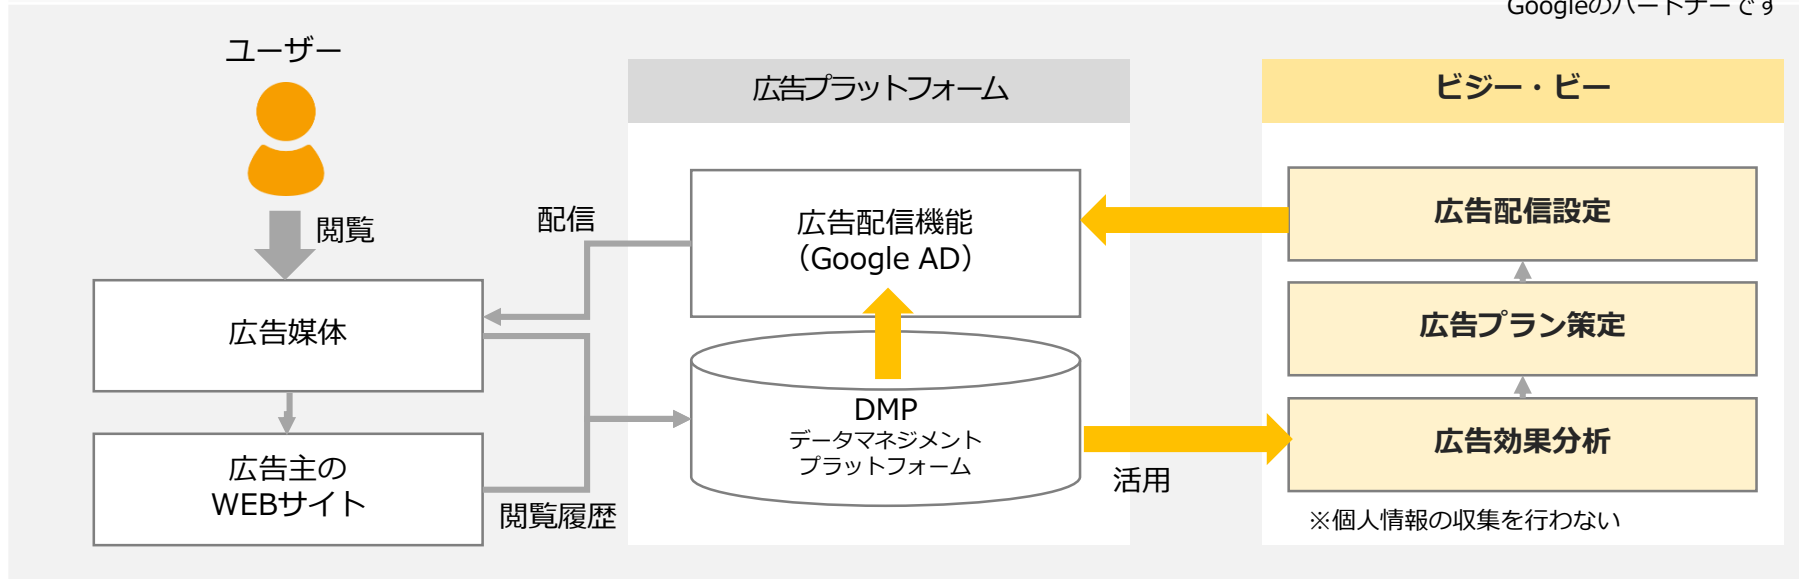 Googleのパートナーです
ユーザー
広告プラットフォーム
ビジー・ビー
閲覧
配信
広告配信機能
（Google AD）
広告配信設定
広告媒体
広告プラン策定
DMP
データマネジメント
プラットフォーム
広告効果分析
広告主の
WEBサイト
閲覧履歴
活用
※個人情報の収集を行わない